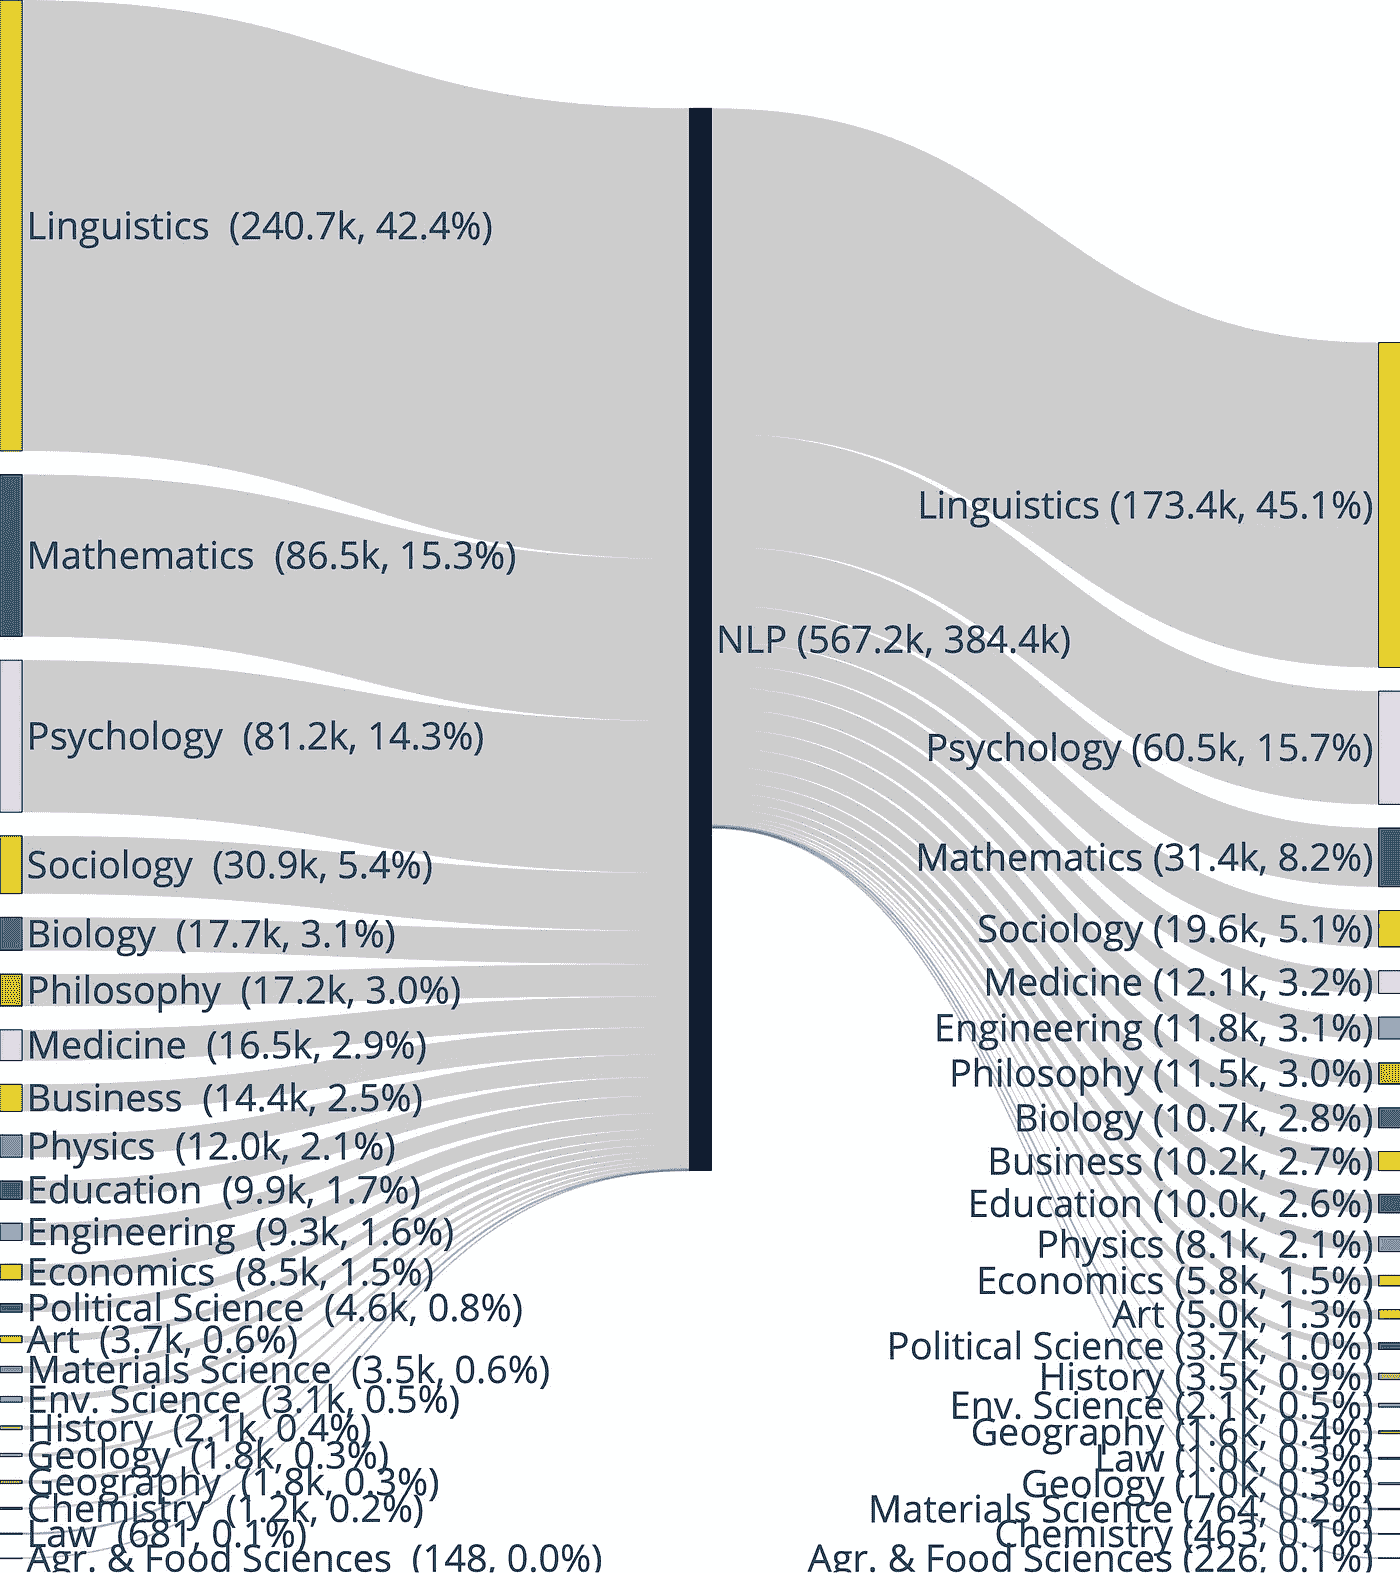 Linguistics (240.7k, 42.4%)
Mathematics (86.5k, 15.3%)
Psychology (81.2k, 14.3%)
Sociology (30.9k, 5.4%)
Biology (17.7k, 3.1%)
Philosophy (17.2k, 3.0%)
Medicine (16.5k, 2.9%)
Business (14.4k, 2.5%)
Physics (12.0k, 2.1%)
Education (9.9k, 1.7%)
Engineering (9.3k, 1.6%)
Economics (8.5k, 1.5%)
Political Science (4.6k, 0.8%)
Art (3.7k, 0.6%)
Materials Science (3.5k, 0.6%)
Env. Science (3.1k, 0.5%)
History (2.1k, 0.4%)
Geology (1.8k, 0.3%)
Geography (1.8k, 0.3%)
Chemistry (1.2k, 0.2%)
Law (681, 0.1%)
Agr. & Food Sciences (148, 0.0%)
NLP (567.2k, 384.4k)
Linguistics (173.4k, 45.1%)
Psychology (60.5k, 15.7%)
Mathematics (31.4k, 8.2%)
Sociology (19.6k, 5.1%)
Medicine (12.1k, 3.2%)
Engineering (11.8k, 3.1%)
Philosophy (11.5k, 3.0%)
Biology (10.7k, 2.8%)
Business (10.2k, 2.7%)
Education (10.0k, 2.6%)
Physics (8.1k, 2.1%)
Economics (5.8k, 1.5%)
Art (5.0k, 1.3%)
Political Science (3.7k, 1.0%)
History (3.5k, 0.9%)
Env. Science (2.1k, 0.5%)
Geography (1.6k, 0.4%)
Law (1.0k, 0.3%)
Geology (1.0k, 0.3%)
Materials Science (764, 0.2%)
Chemistry (463, 0.1%)
Agr. & Food Sciences (226, 0.1%)